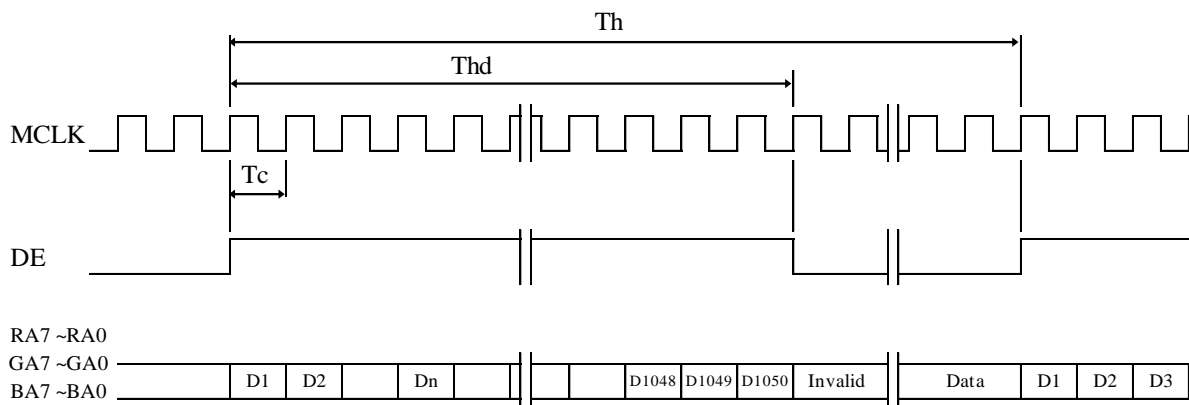 Th
Thd
MCLK
Tc
DE
RA7 ~RA0
GA7 ~GA0
BA7 ~BA0
D1 D2 Dn D1048 D1049 D1050 Invalid Data D1 D2 D3